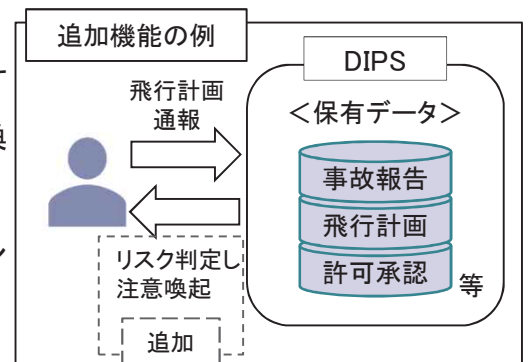 追加機能の例
DIPS
飛行計画
通報
＜保有データ＞
事故報告
飛行計画
許可承認
等
リスク判定し
注意喚起
追加